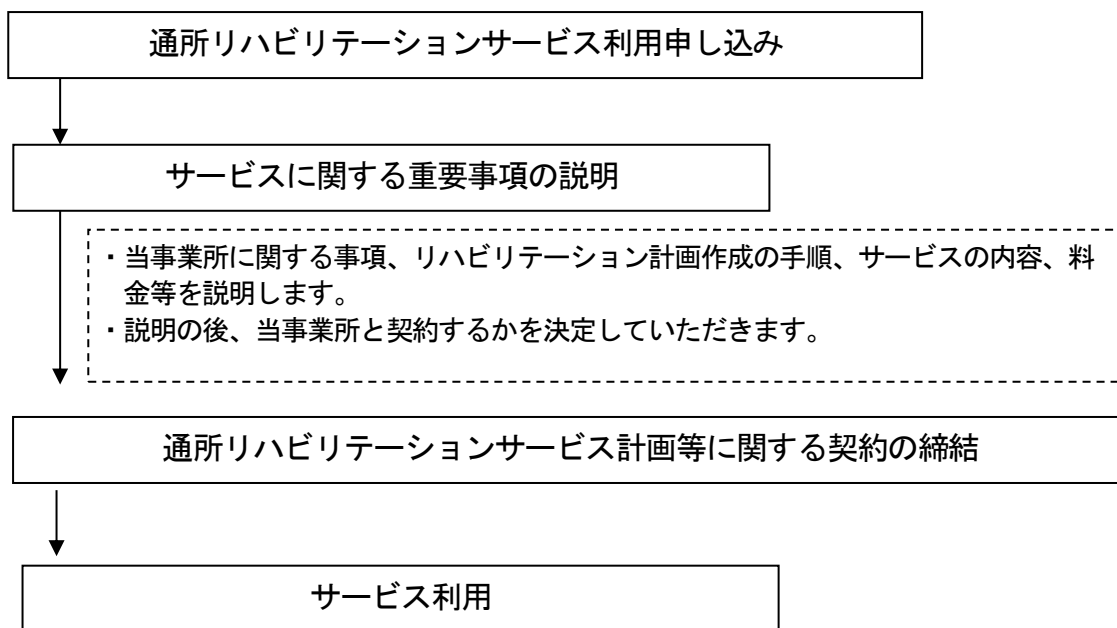 通所リハビリテーションサービス利用申し込み
サービスに関する重要事項の説明
・当事業所に関する事項、リハビリテーション計画作成の手順、サービスの内容、料
金等を説明します。
・説明の後、当事業所と契約するかを決定していただきます。
通所リハビリテーションサービス計画等に関する契約の締結
サービス利用